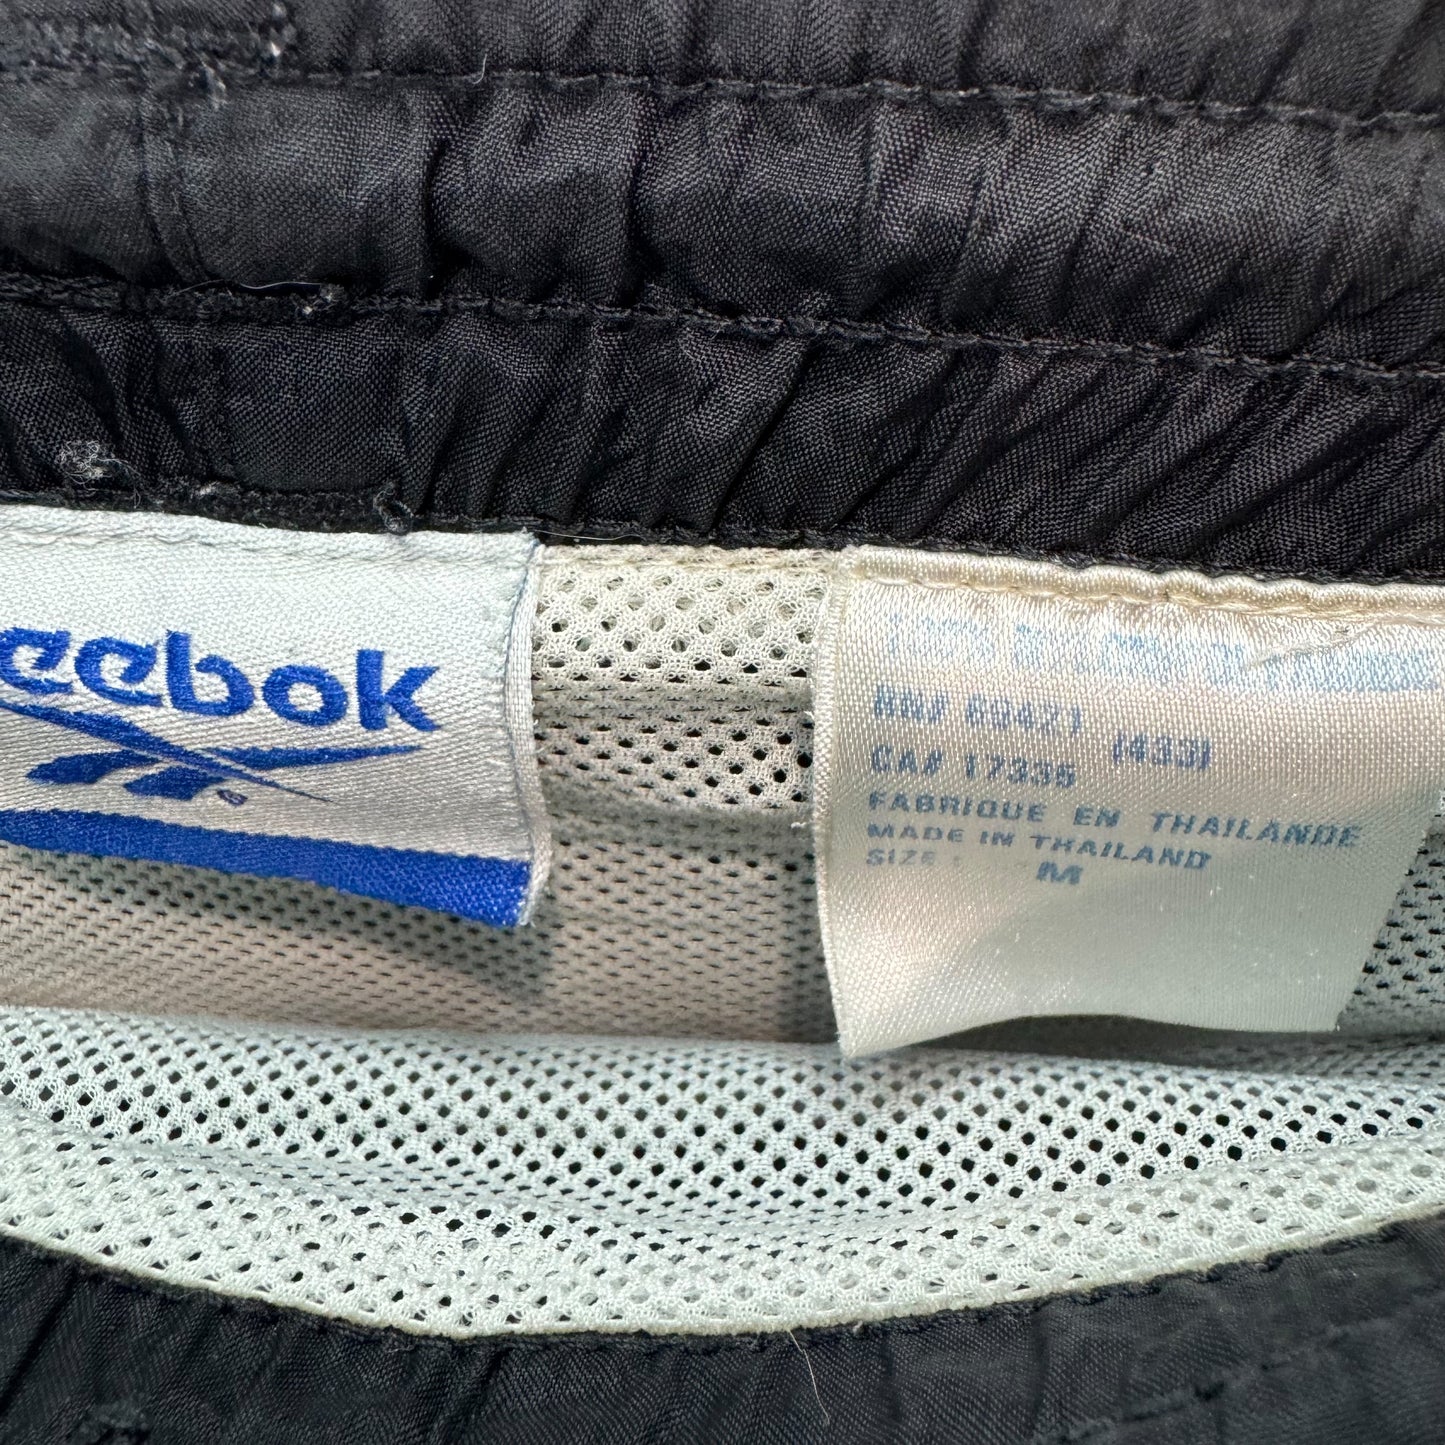 eebok
RN# 69421 (433)
CA# 17335
FABRIQUE EN THAILANDE
MADE IN THAILAND
SIZE : M